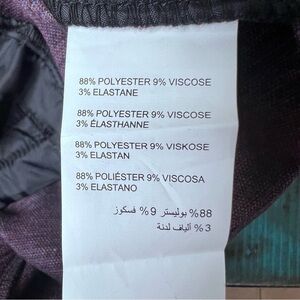 88% POLYESTER 9% VISCOSE
3% ELASTANE
88% POLYESTER 9% VISCOSE
3% ÉLASTHANNE
88% POLYESTER 9% VISKOSE
3% ELASTAN
88% POLIÉSTER 9% VISCOSA
3% ELASTANO
88% بوليستر 9% فسكوز
3% ألياف لدنة